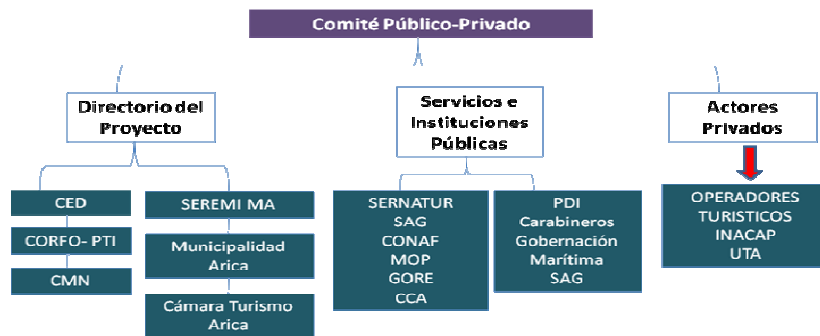 Comité Público-Privado
Directorio del
Proyecto
CED
CORFO- PTI
CMN
SEREMI MA
Municipalidad
Arica
Cámara Turismo
Arica
Servicios e
Instituciones
Públicas
SERNATUR
SAG
CONAF
MOP
GORE
CCA
PDI
Carabineros
Gobernación
Marítima
SAG
Actores
Privados
OPERADORES
TURISTICOS
INACAP
UTA